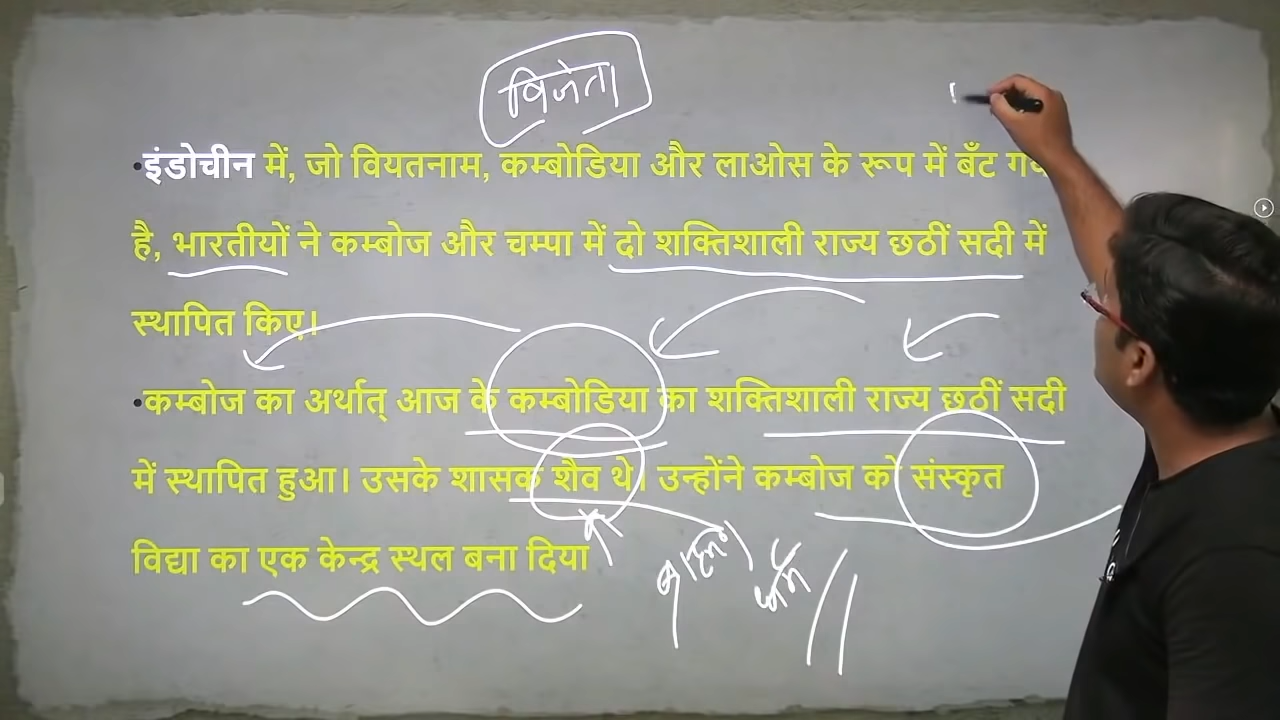 विजेता
•इंडोचीन में, जो वियतनाम, कम्बोडिया और लाओस के रूप में बँट
है, भारतीयों ने कम्बोज और चम्पा में दो शक्तिशाली राज्य छठीं सदी में
स्थापित किए।
•कम्बोज का अर्थात् आज के कम्बोडिया का शक्तिशाली राज्य छठीं सदी
में स्थापित हुआ। उसके शासक शैव थे। उन्होंने कम्बोज को संस्कृत
विद्या का एक केन्द्र स्थल बना दिया